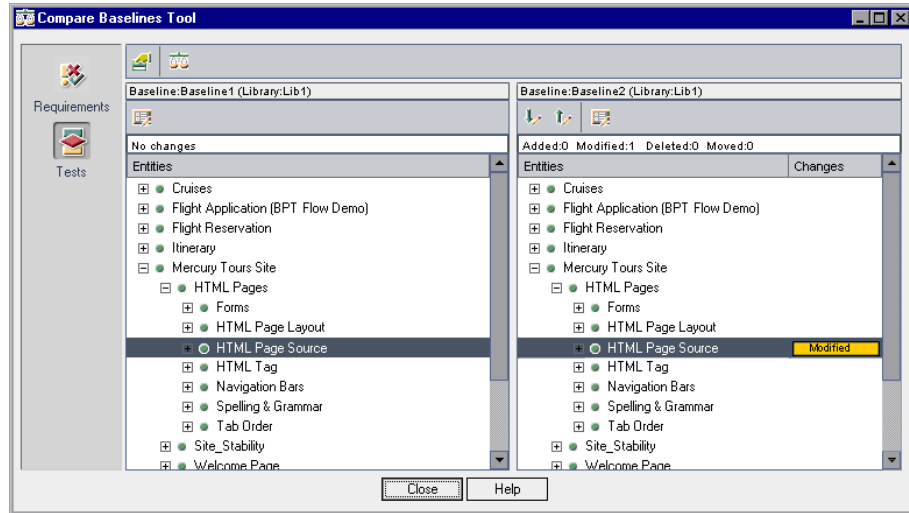 Compare Baselines Tool
Requirements
Tests
Baseline:Baseline1 (Library:Lib1)
No changes
Entities
Cruises
Flight Application (BPT Flow Demo)
Flight Reservation
Itinerary
Mercury Tours Site
HTML Pages
Forms
HTML Page Layout
HTML Page Source
HTML Tag
Navigation Bars
Spelling & Grammar
Tab Order
Site_Stability
Welcome Page
Baseline:Baseline2 (Library:Lib1)
Added:0 Modified:1 Deleted:0 Moved:0
Entities Changes
Cruises
Flight Application (BPT Flow Demo)
Flight Reservation
Itinerary
Mercury Tours Site
HTML Pages
Forms
HTML Page Layout
HTML Page Source Modified
HTML Tag
Navigation Bars
Spelling & Grammar
Tab Order
Site_Stability
Welcome Page
Close Help